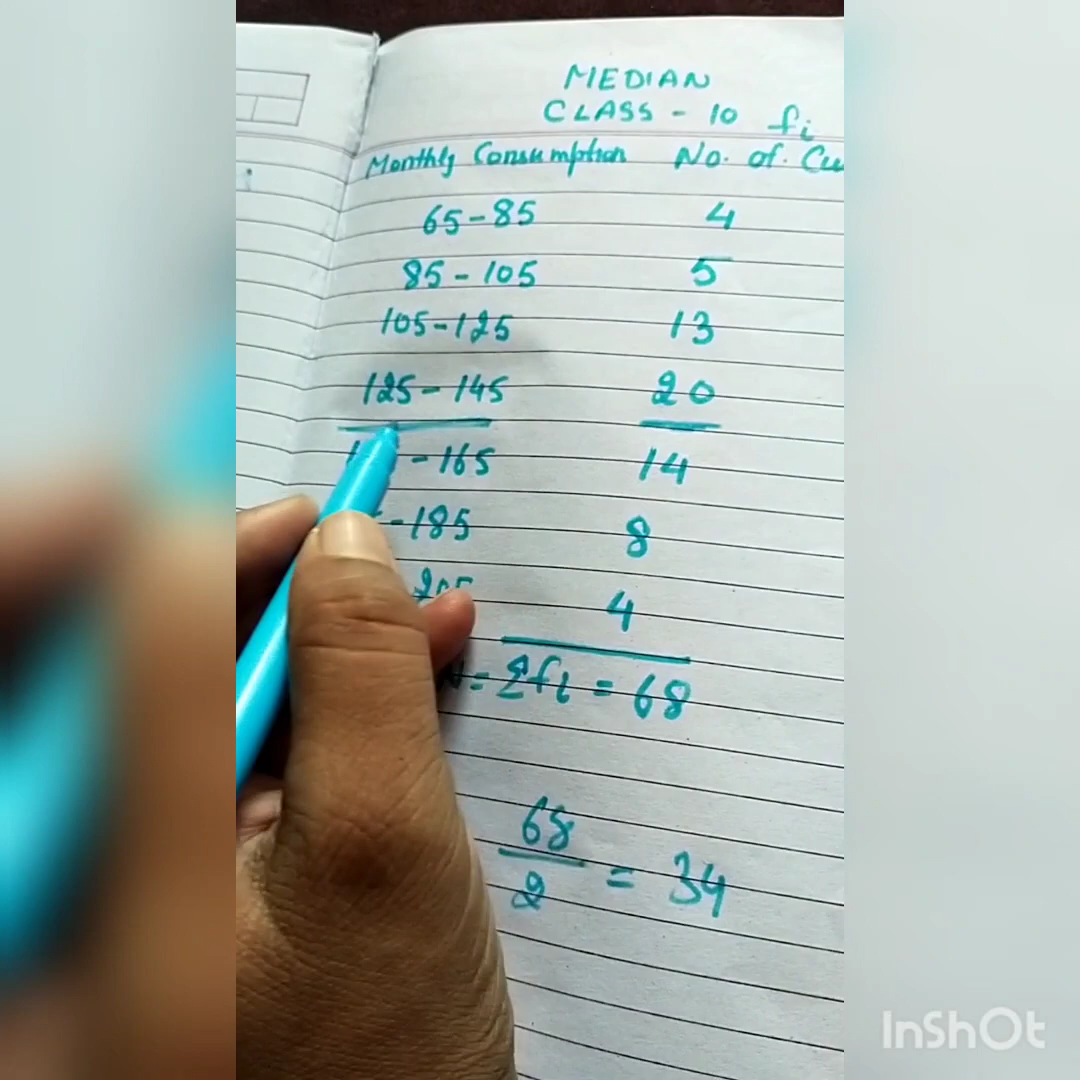 MEDIAN
CLASS - 10 fi
Monthly Consumption No. of. Cu
65-85 4
85-105 5
105-125 13
125-145 20
-165 14
-185 8
205 4
N = Σfi = 68
68/2 = 34
InShOt